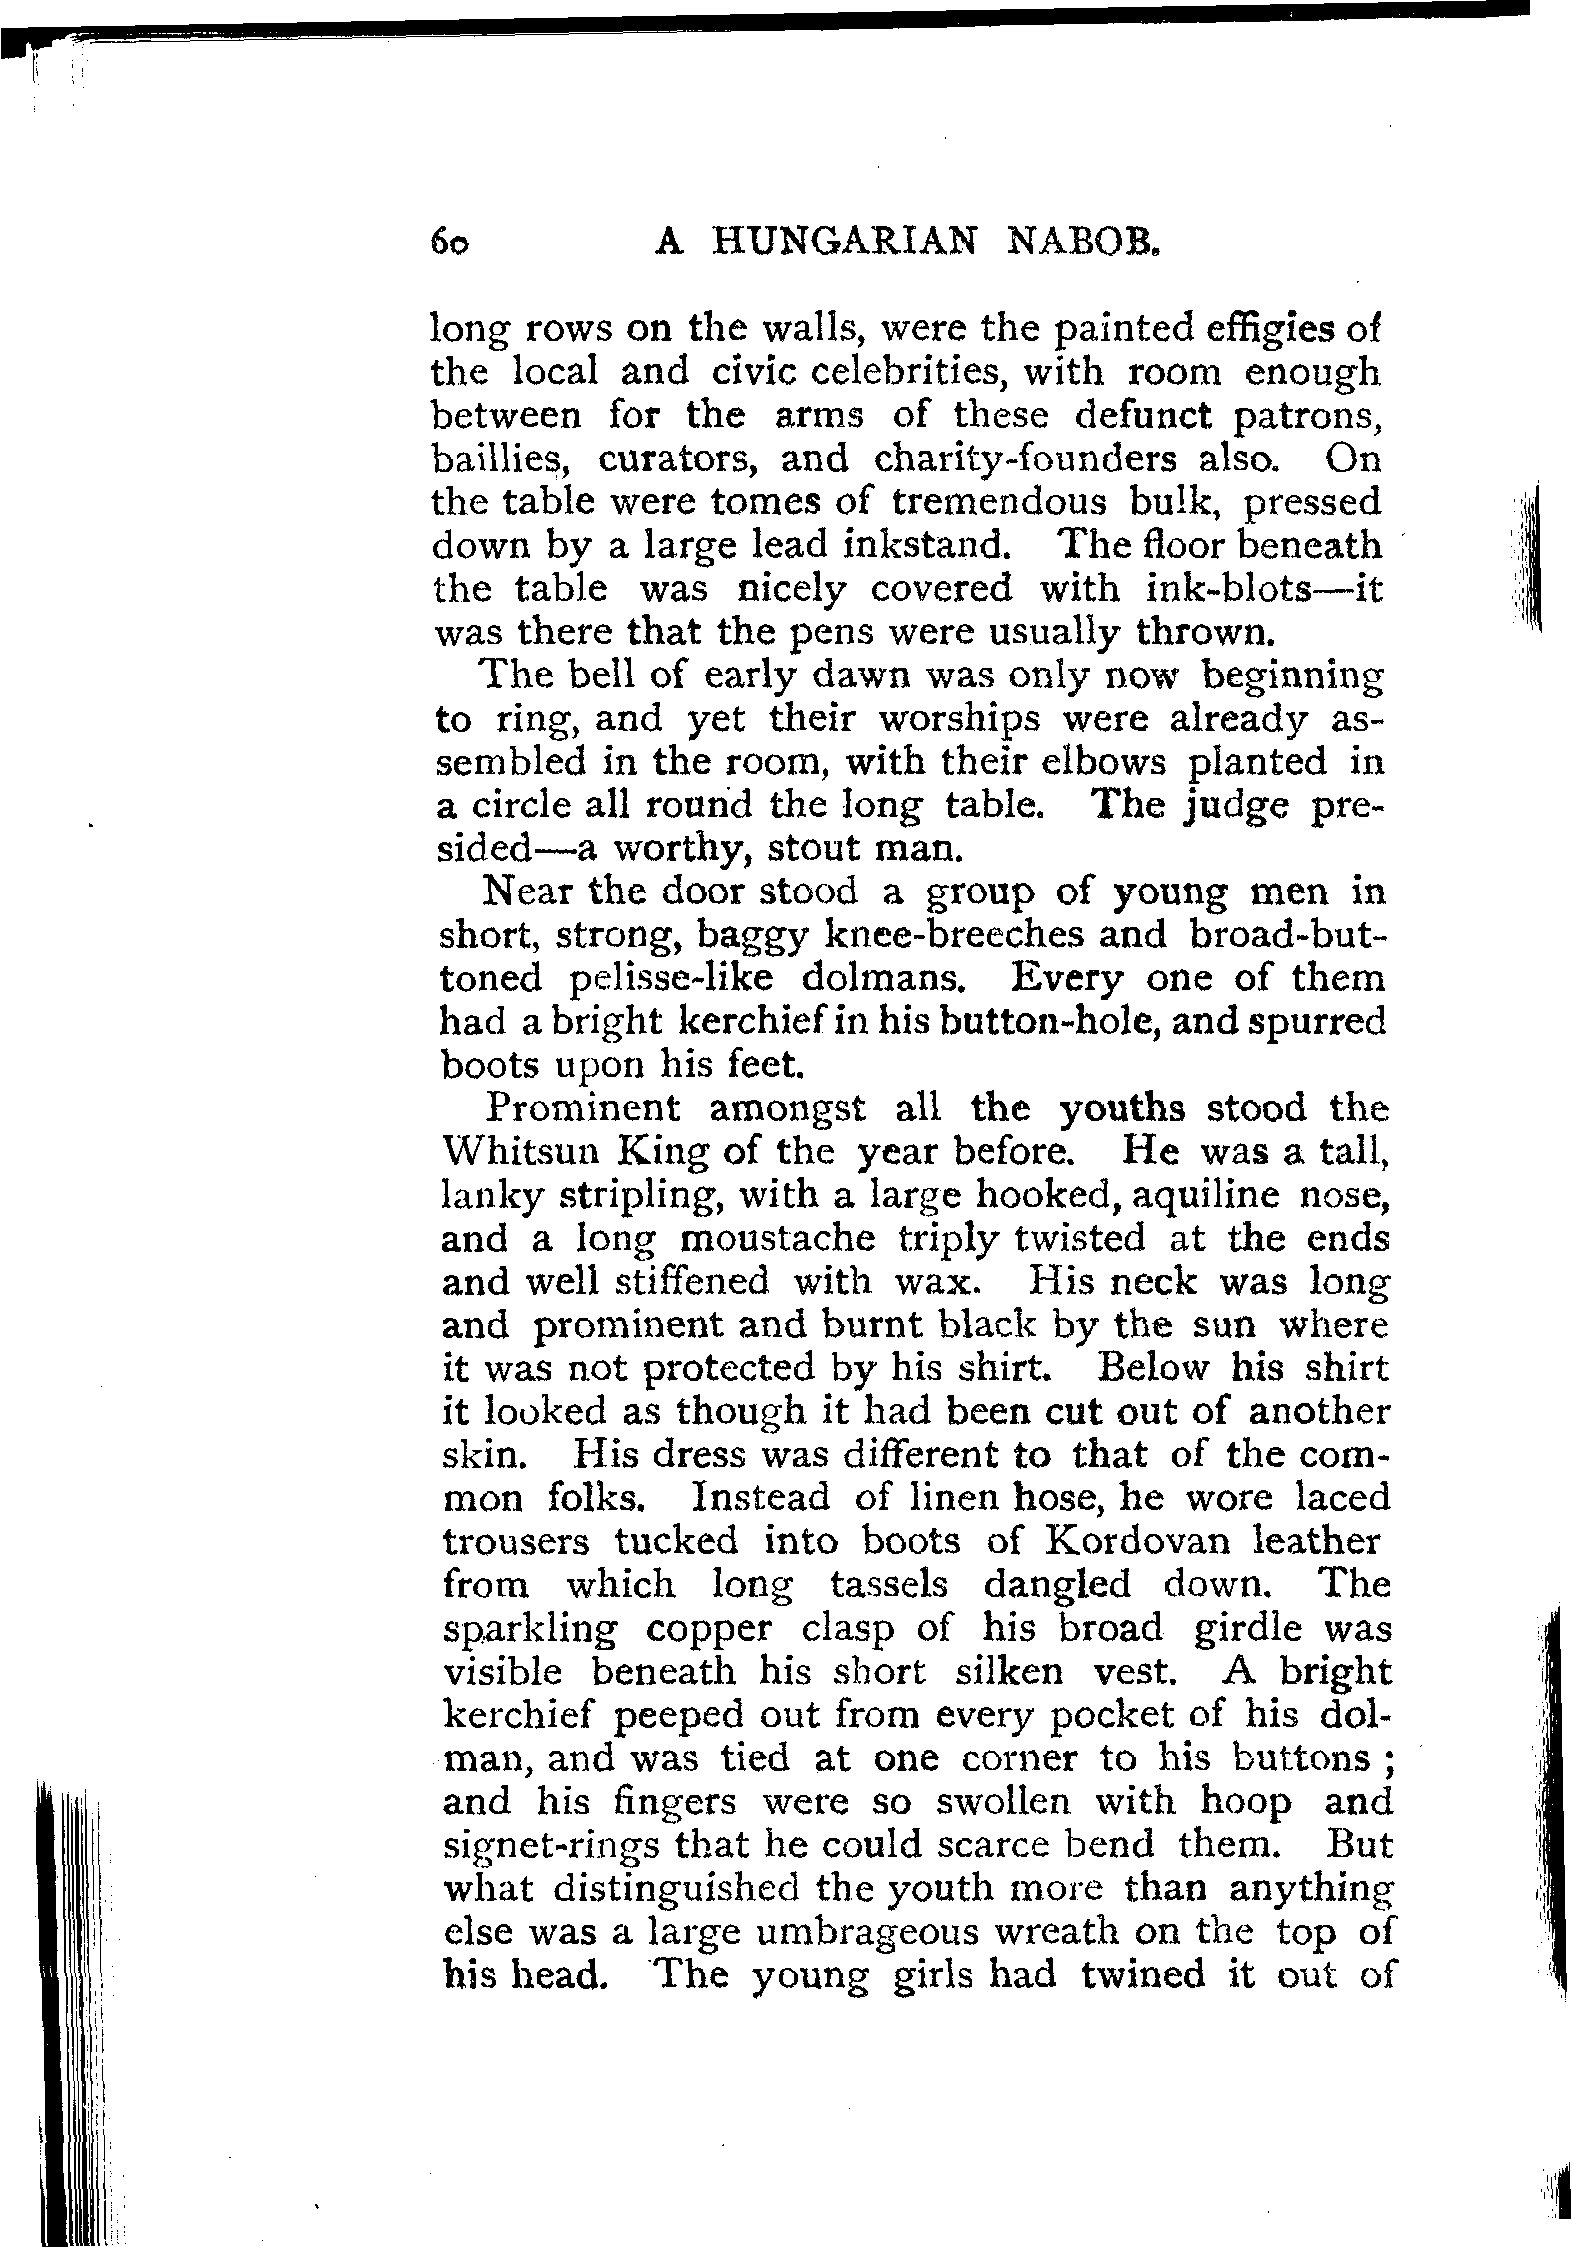 60 A HUNGARIAN NABOB.
long rows on the walls, were the painted effigies of
the local and civic celebrities, with room enough
between for the arms of these defunct patrons,
baillies, curators, and charity-founders also. On
the table were tomes of tremendous bulk, pressed
down by a large lead inkstand. The floor beneath
the table was nicely covered with ink-blots—it
was there that the pens were usually thrown.
The bell of early dawn was only now beginning
to ring, and yet their worships were already as-
sembled in the room, with their elbows planted in
a circle all round the long table. The judge pre-
sided—a worthy, stout man.
Near the door stood a group of young men in
short, strong, baggy knee-breeches and broad-but-
toned pelisse-like dolmans. Every one of them
had a bright kerchief in his button-hole, and spurred
boots upon his feet.
Prominent amongst all the youths stood the
Whitsun King of the year before. He was a tall,
lanky stripling, with a large hooked, aquiline nose,
and a long moustache triply twisted at the ends
and well stiffened with wax. His neck was long
and prominent and burnt black by the sun where
it was not protected by his shirt. Below his shirt
it looked as though it had been cut out of another
skin. His dress was different to that of the com-
mon folks. Instead of linen hose, he wore laced
trousers tucked into boots of Kordovan leather
from which long tassels dangled down. The
sparkling copper clasp of his broad girdle was
visible beneath his short silken vest. A bright
kerchief peeped out from every pocket of his dol-
man, and was tied at one corner to his buttons ;
and his fingers were so swollen with hoop and
signet-rings that he could scarce bend them. But
what distinguished the youth more than anything
else was a large umbrageous wreath on the top of
his head. The young girls had twined it out of